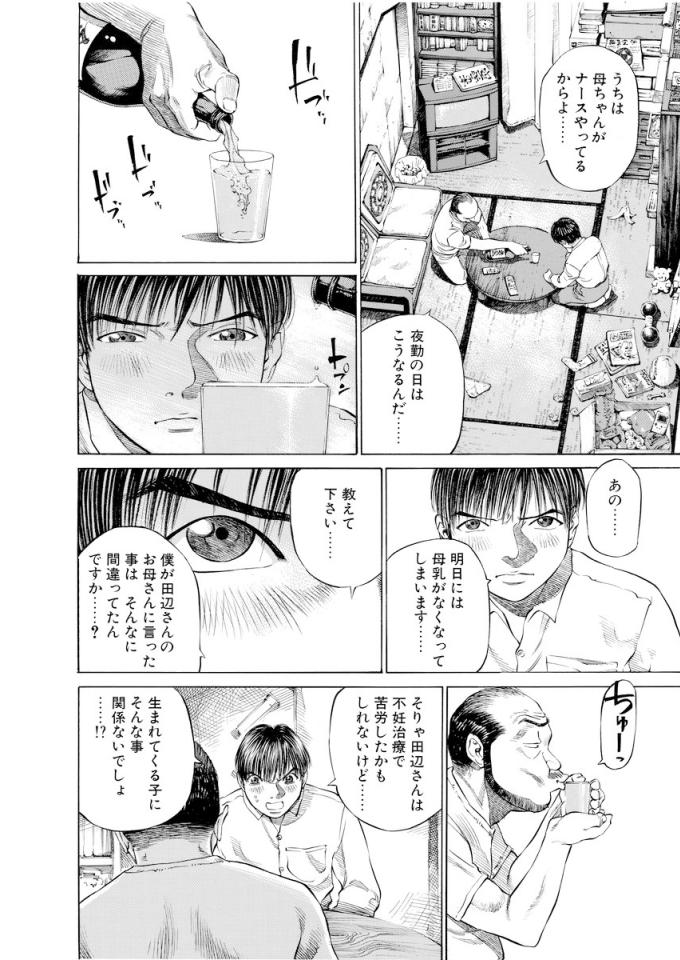 うちは
母ちゃんが
ナースやってる
からよ……
夜勤の日は
こうなるんだ……
ドボ
ドボ
ドボ
ドボ
トプン
あの……
明日には
母乳がなくなって
しまいます……
教えて
下さい……
僕が田辺さんの
お母さんに言った
事は そんなに
間違ってたん
ですか……?
ちゅーっ
そりゃ田辺さんは
不妊治療で
苦労したかも
しれないけど……
生まれてくる子に
そんな事
関係ないでしょ
……!?